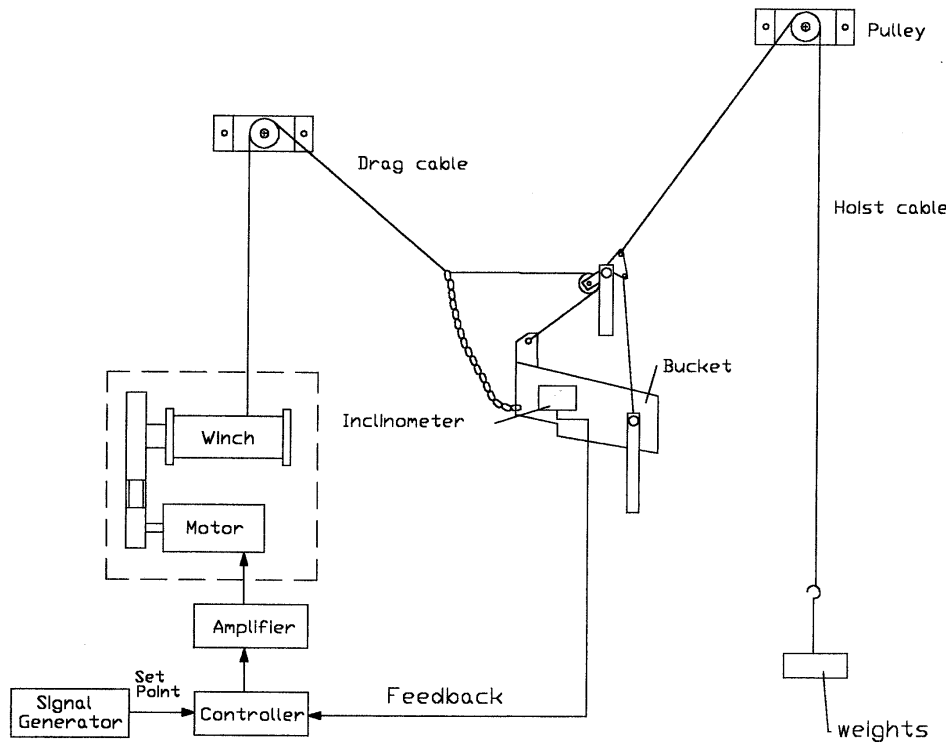 Pulley
Drag cable
Hoist cable
Bucket
Inclinometer
Winch
Motor
Amplifier
Set
Point
Feedback
Signal
Generator
Controller
weights